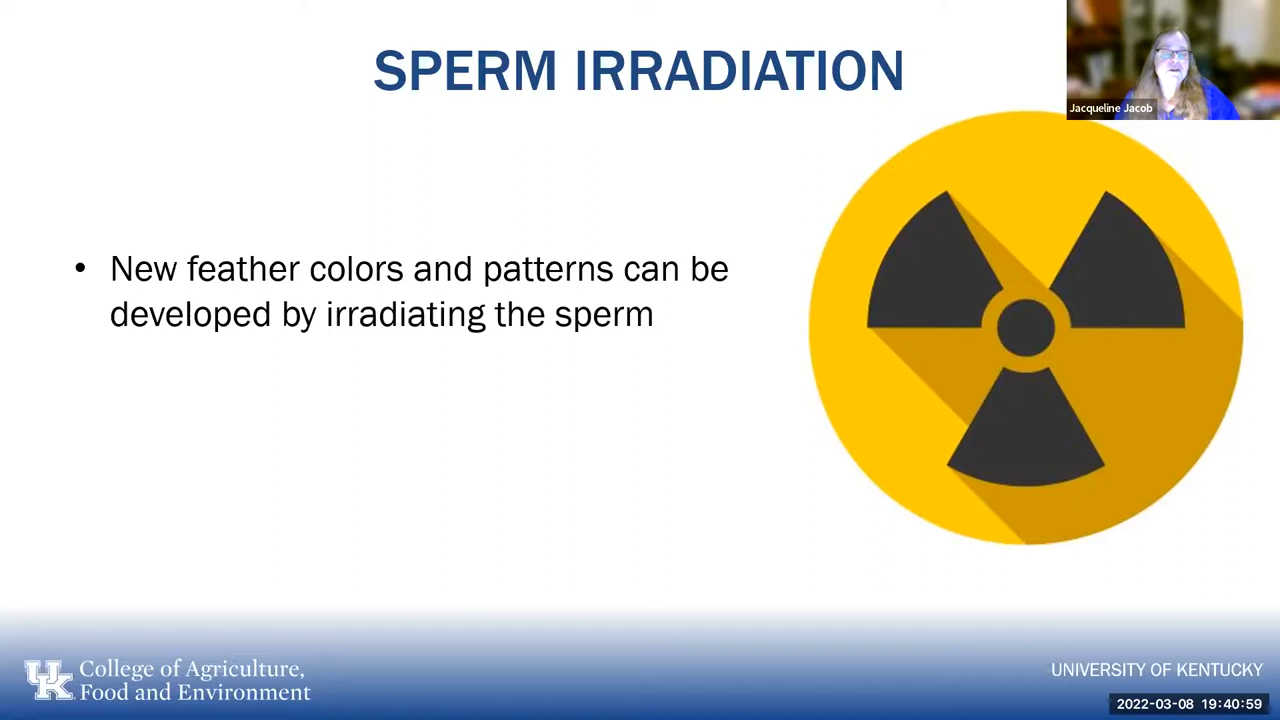 SPERM IRRADIATION
Jacqueline Jacob
• New feather colors and patterns can be
developed by irradiating the sperm
UK
College of Agriculture,
Food and Environment
UNIVERSITY OF KENTUCKY
2022-03-08 19:40:59